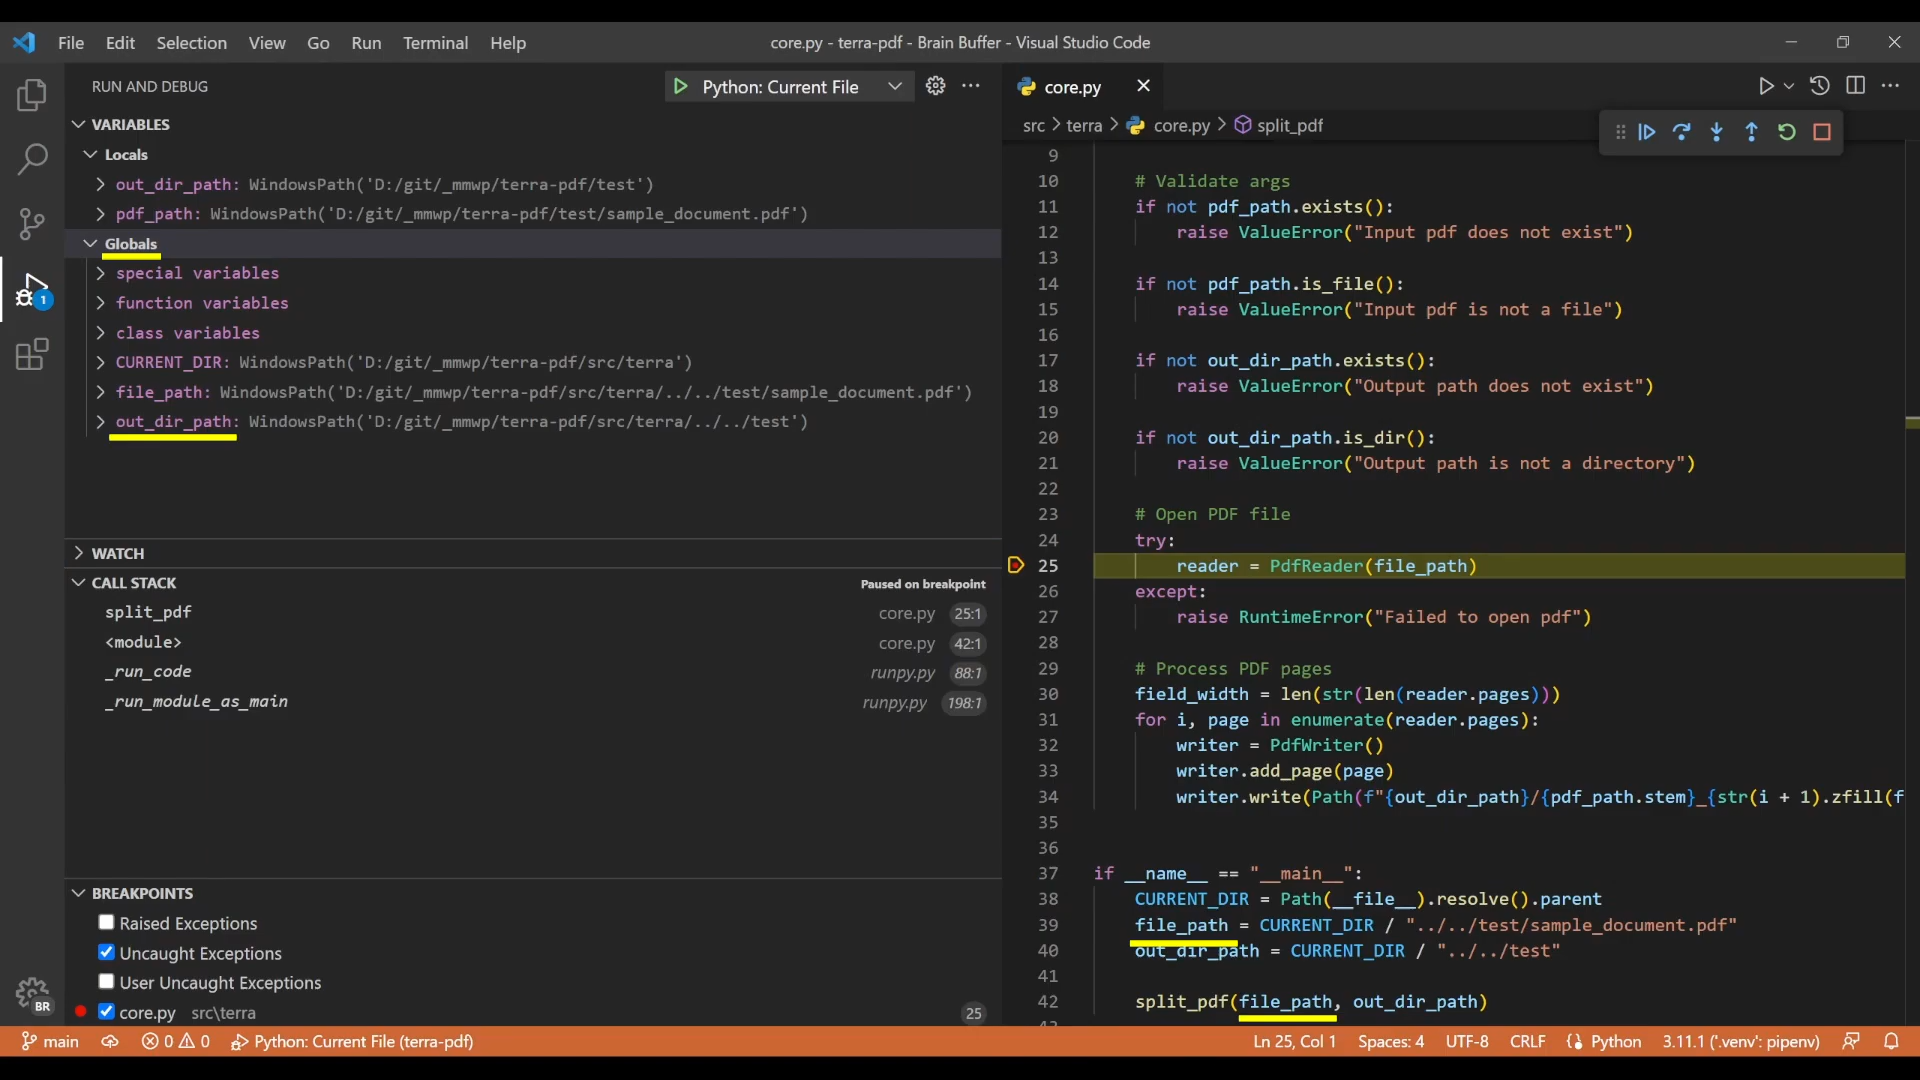 File Edit Selection View Go Run Terminal Help
core.py - terra-pdf - Brain Buffer - Visual Studio Code
RUN AND DEBUG
Python: Current File
VARIABLES
Locals
out_dir_path: WindowsPath('D:/git/_mmwp/terra-pdf/test')
pdf_path: WindowsPath('D:/git/_mmwp/terra-pdf/test/sample_document.pdf')
Globals
special variables
function variables
class variables
CURRENT_DIR: WindowsPath('D:/git/_mmwp/terra-pdf/src/terra')
file_path: WindowsPath('D:/git/_mmwp/terra-pdf/src/terra/../../test/sample_document.pdf')
out_dir_path: WindowsPath('D:/git/_mmwp/terra-pdf/src/terra/../../test')
WATCH
CALL STACK Paused on breakpoint
split_pdf core.py 25:1
<module> core.py 42:1
_run_code runpy.py 88:1
_run_module_as_main runpy.py 198:1
BREAKPOINTS
Raised Exceptions
Uncaught Exceptions
User Uncaught Exceptions
core.py src\terra 25
1
BR
core.py
src > terra > core.py > split_pdf
9
10 # Validate args
11 if not pdf_path.exists():
12 raise ValueError("Input pdf does not exist")
13
14 if not pdf_path.is_file():
15 raise ValueError("Input pdf is not a file")
16
17 if not out_dir_path.exists():
18 raise ValueError("Output path does not exist")
19
20 if not out_dir_path.is_dir():
21 raise ValueError("Output path is not a directory")
22
23 # Open PDF file
24 try:
25 reader = PdfReader(file_path)
26 except:
27 raise RuntimeError("Failed to open pdf")
28
29 # Process PDF pages
30 field_width = len(str(len(reader.pages)))
31 for i, page in enumerate(reader.pages):
32 writer = PdfWriter()
33 writer.add_page(page)
34 writer.write(Path(f"{out_dir_path}/{pdf_path.stem}_{str(i + 1).zfill(f
35
36
37 if __name__ == "__main__":
38 CURRENT_DIR = Path(__file__).resolve().parent
39 file_path = CURRENT_DIR / "../../test/sample_document.pdf"
40 out_dir_path = CURRENT_DIR / "../../test"
41
42 split_pdf(file_path, out_dir_path)
main 0 0 Python: Current File (terra-pdf) Ln 25, Col 1 Spaces: 4 UTF-8 CRLF Python 3.11.1 ('.venv': pipenv)